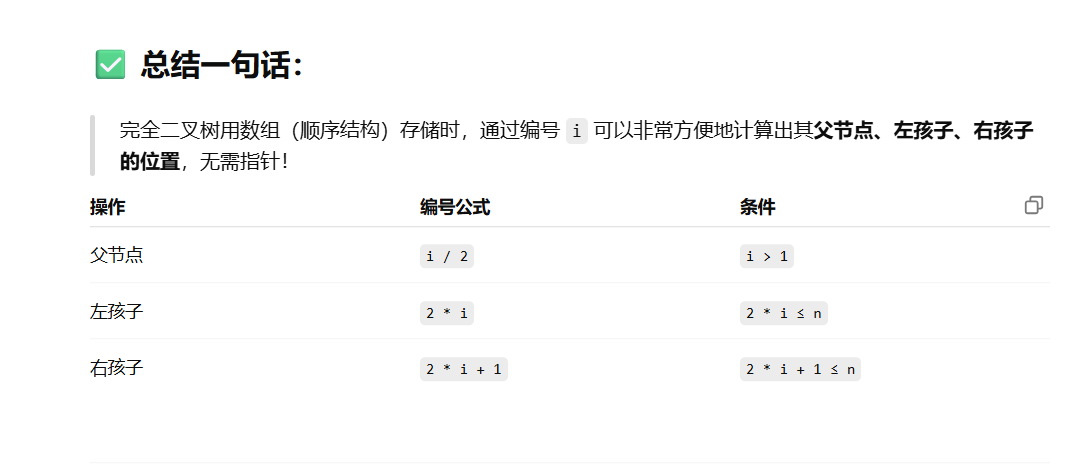 ✅ 总结一句话：
完全二叉树用数组（顺序结构）存储时，通过编号 i 可以非常方便地计算出其父节点、左孩子、右孩子
的位置，无需指针！
操作 编号公式 条件
父节点 i / 2 i > 1
左孩子 2 * i 2 * i ≤ n
右孩子 2 * i + 1 2 * i + 1 ≤ n